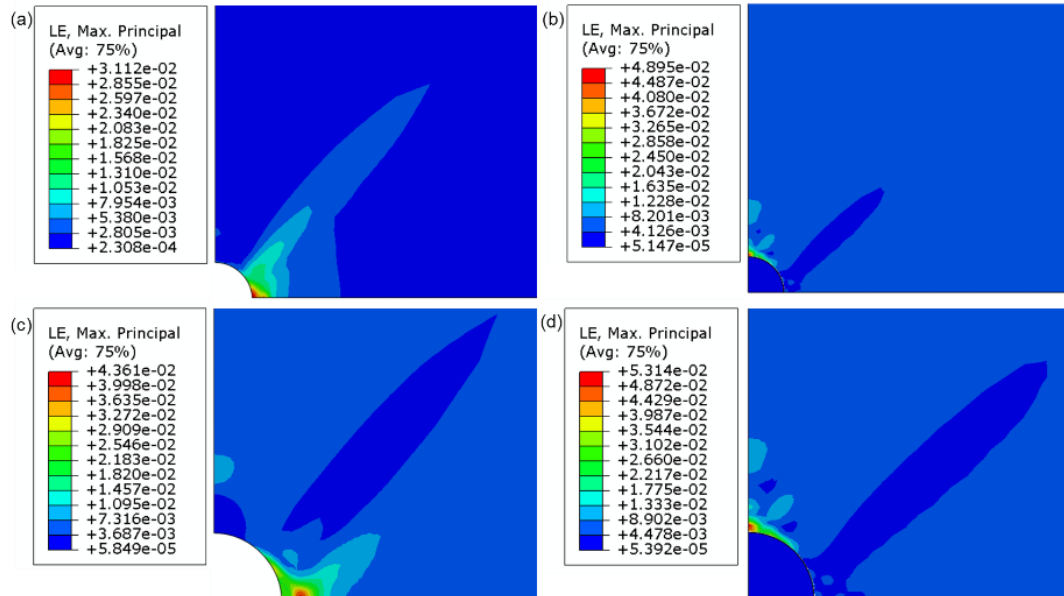 (a)
LE, Max. Principal
(Avg: 75%)
+3.112e-02
+2.855e-02
+2.597e-02
+2.340e-02
+2.083e-02
+1.825e-02
+1.568e-02
+1.310e-02
+1.053e-02
+7.954e-03
+5.380e-03
+2.805e-03
+2.308e-04
(b)
LE, Max. Principal
(Avg: 75%)
+4.895e-02
+4.487e-02
+4.080e-02
+3.672e-02
+3.265e-02
+2.858e-02
+2.450e-02
+2.043e-02
+1.635e-02
+1.228e-02
+8.201e-03
+4.126e-03
+5.147e-05
(c)
LE, Max. Principal
(Avg: 75%)
+4.361e-02
+3.998e-02
+3.635e-02
+3.272e-02
+2.909e-02
+2.546e-02
+2.183e-02
+1.820e-02
+1.457e-02
+1.095e-02
+7.316e-03
+3.687e-03
+5.849e-05
(d)
LE, Max. Principal
(Avg: 75%)
+5.314e-02
+4.872e-02
+4.429e-02
+3.987e-02
+3.544e-02
+3.102e-02
+2.660e-02
+2.217e-02
+1.775e-02
+1.333e-02
+8.902e-03
+4.478e-03
+5.392e-05